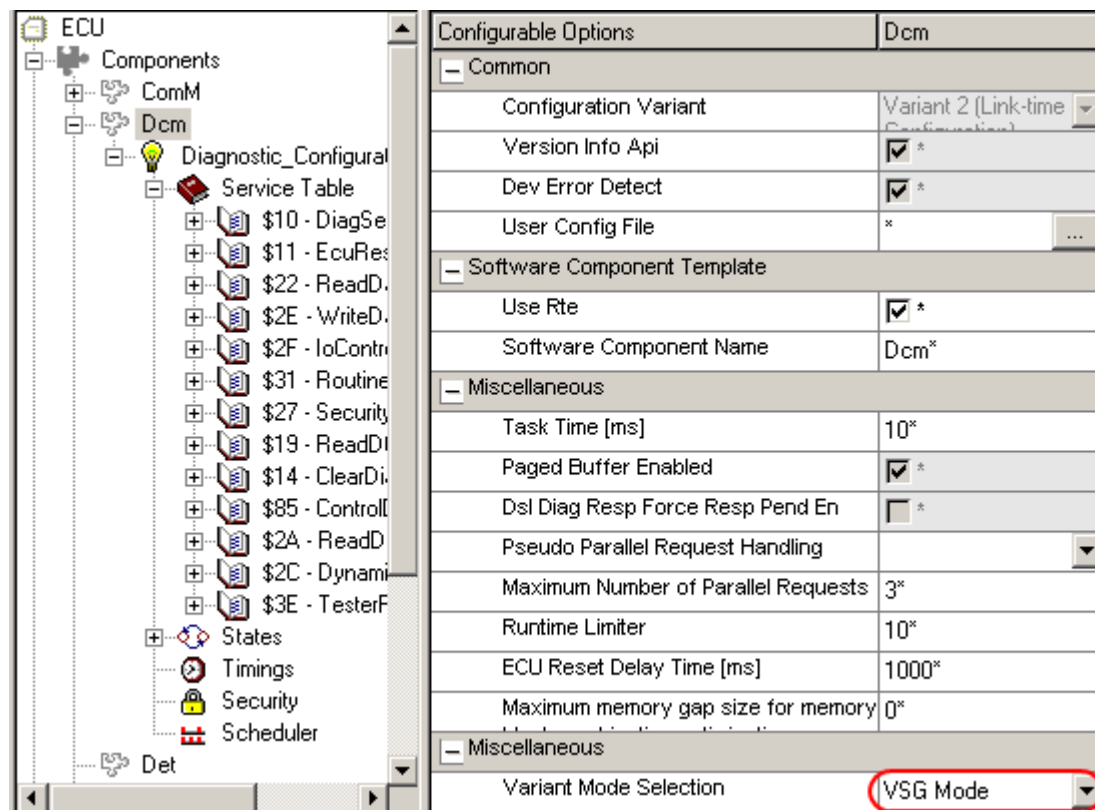 ECU
Components
ComM
Dcm
Diagnostic_Configurat
Service Table
$10 - DiagSe
$11 - EcuRes
$22 - ReadD
$2E - WriteD
$2F - IoContr
$31 - Routine
$27 - Security
$19 - ReadD
$14 - ClearDi
$85 - Control
$2A - ReadD
$2C - Dynami
$3E - Tester
States
Timings
Security
Scheduler
Det
Configurable Options Dcm
Common
Configuration Variant Variant 2 (Link-time Configuration)
Version Info Api *
Dev Error Detect *
User Config File * ...
Software Component Template
Use Rte *
Software Component Name Dcm*
Miscellaneous
Task Time [ms] 10*
Paged Buffer Enabled *
Dsl Diag Resp Force Resp Pend En *
Pseudo Parallel Request Handling
Maximum Number of Parallel Requests 3*
Runtime Limiter 10*
ECU Reset Delay Time [ms] 1000*
Maximum memory gap size for memory 0*
Miscellaneous
Variant Mode Selection VSG Mode